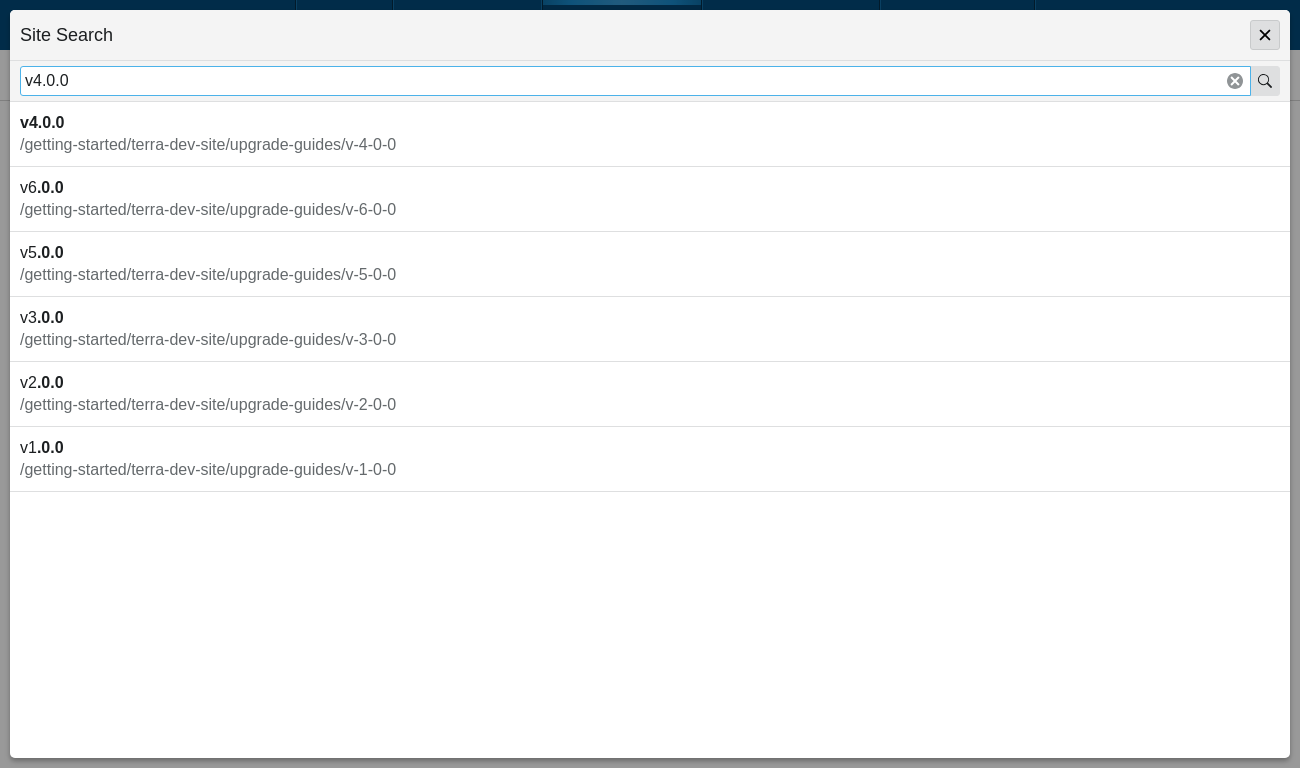 Site Search
v4.0.0
v4.0.0
/getting-started/terra-dev-site/upgrade-guides/v-4-0-0
v6.0.0
/getting-started/terra-dev-site/upgrade-guides/v-6-0-0
v5.0.0
/getting-started/terra-dev-site/upgrade-guides/v-5-0-0
v3.0.0
/getting-started/terra-dev-site/upgrade-guides/v-3-0-0
v2.0.0
/getting-started/terra-dev-site/upgrade-guides/v-2-0-0
v1.0.0
/getting-started/terra-dev-site/upgrade-guides/v-1-0-0